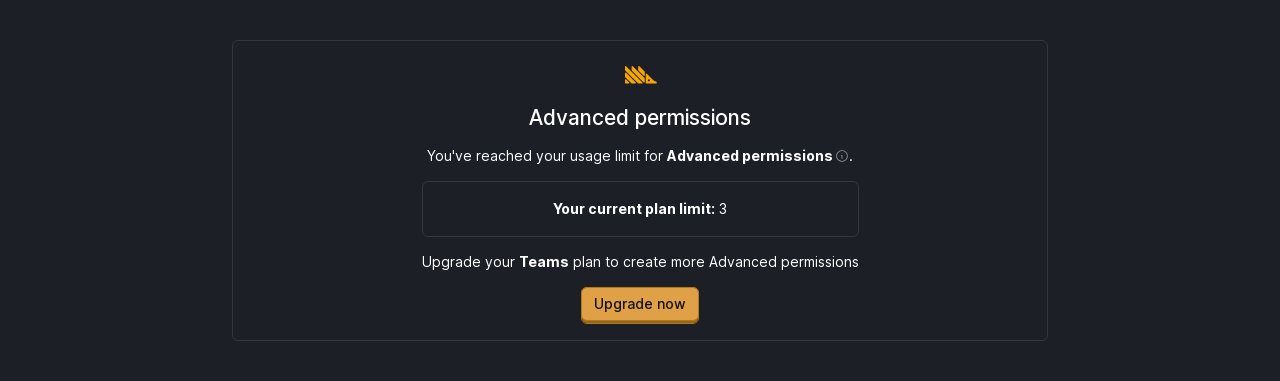 Advanced permissions
You've reached your usage limit for Advanced permissions.
Your current plan limit: 3
Upgrade your Teams plan to create more Advanced permissions
Upgrade now